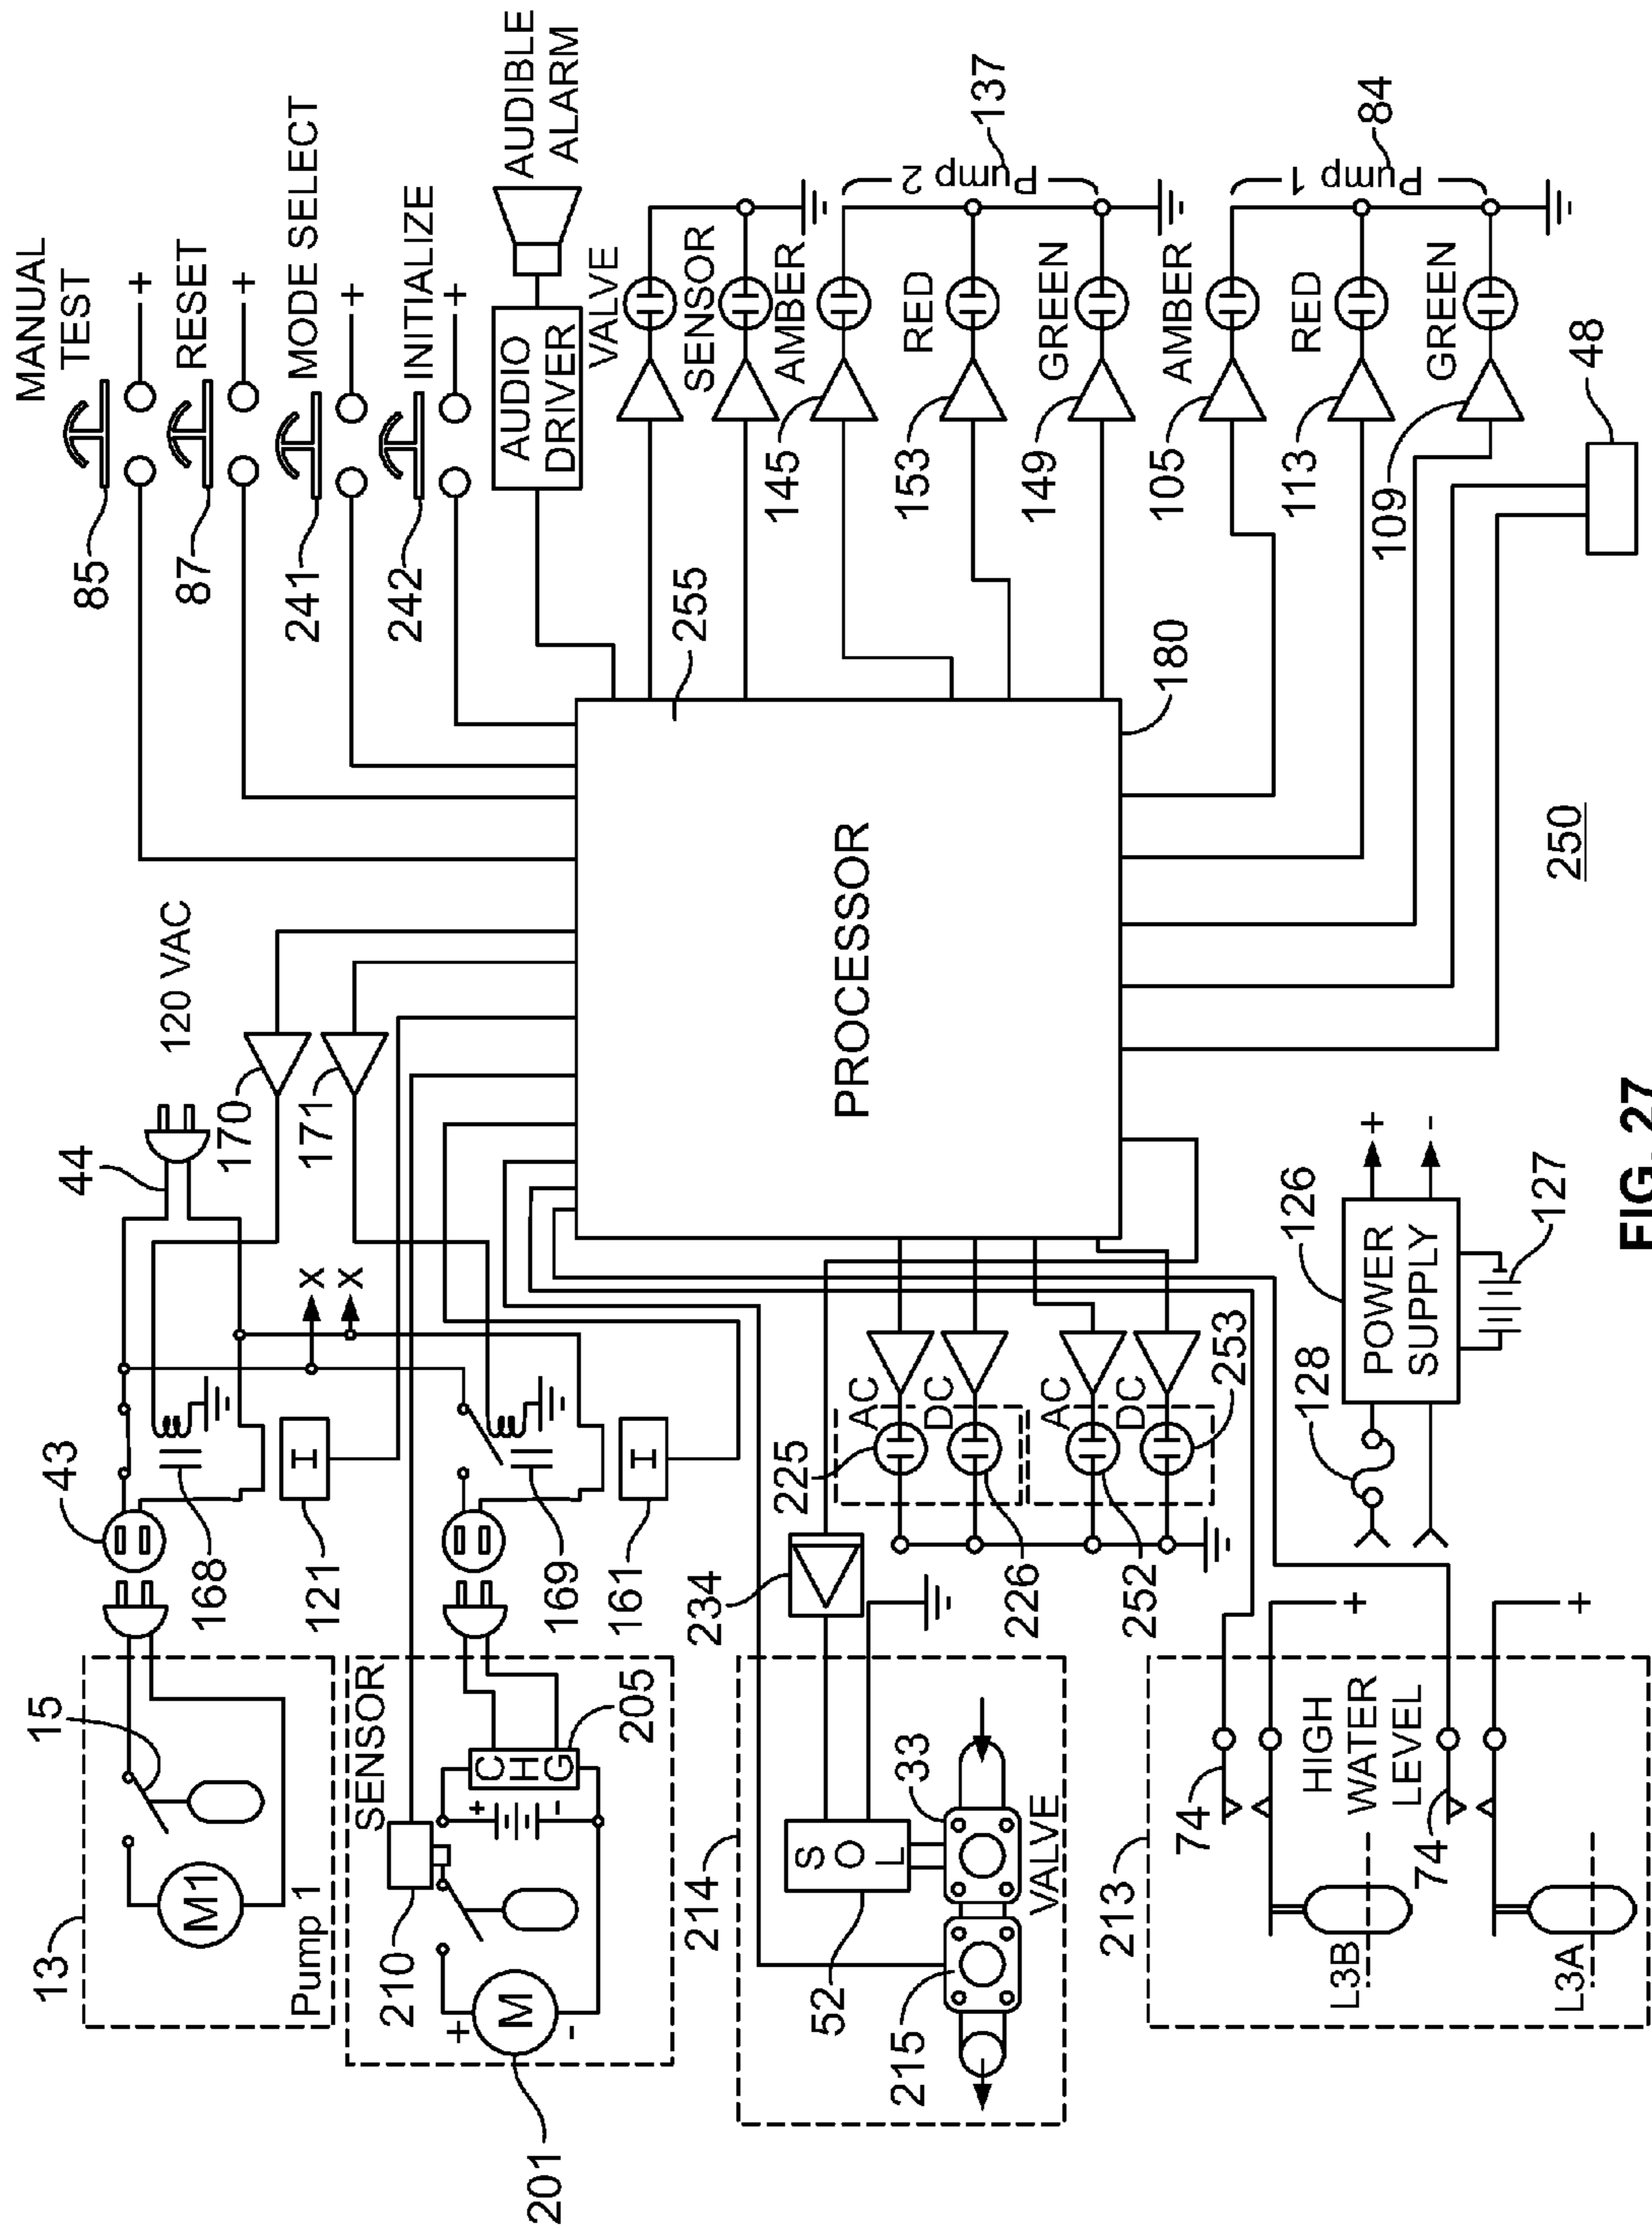 MANUAL
TEST
+
85
RESET
+
87
MODE SELECT
+
241
INITIALIZE
+
242
AUDIO
DRIVER
AUDIBLE
ALARM
VALVE
SENSOR
AMBER
145
RED
153
GREEN
149
Pump 2
137
AMBER
105
RED
113
GREEN
109
Pump 1
84
48
255
180
PROCESSOR
250
120 VAC
44
170
171
X
X
43
168
121
I
169
161
I
13
15
M1
Pump 1
SENSOR
210
+
M
-
201
+
-
CHG
205
234
225
AC
DC
226
AC
DC
252
253
214
SOL
52
33
215
VALVE
213
74
+
HIGH
WATER
LEVEL
74
+
L3B
L3A
128
126
POWER
SUPPLY
+
-
127
FIG. 27